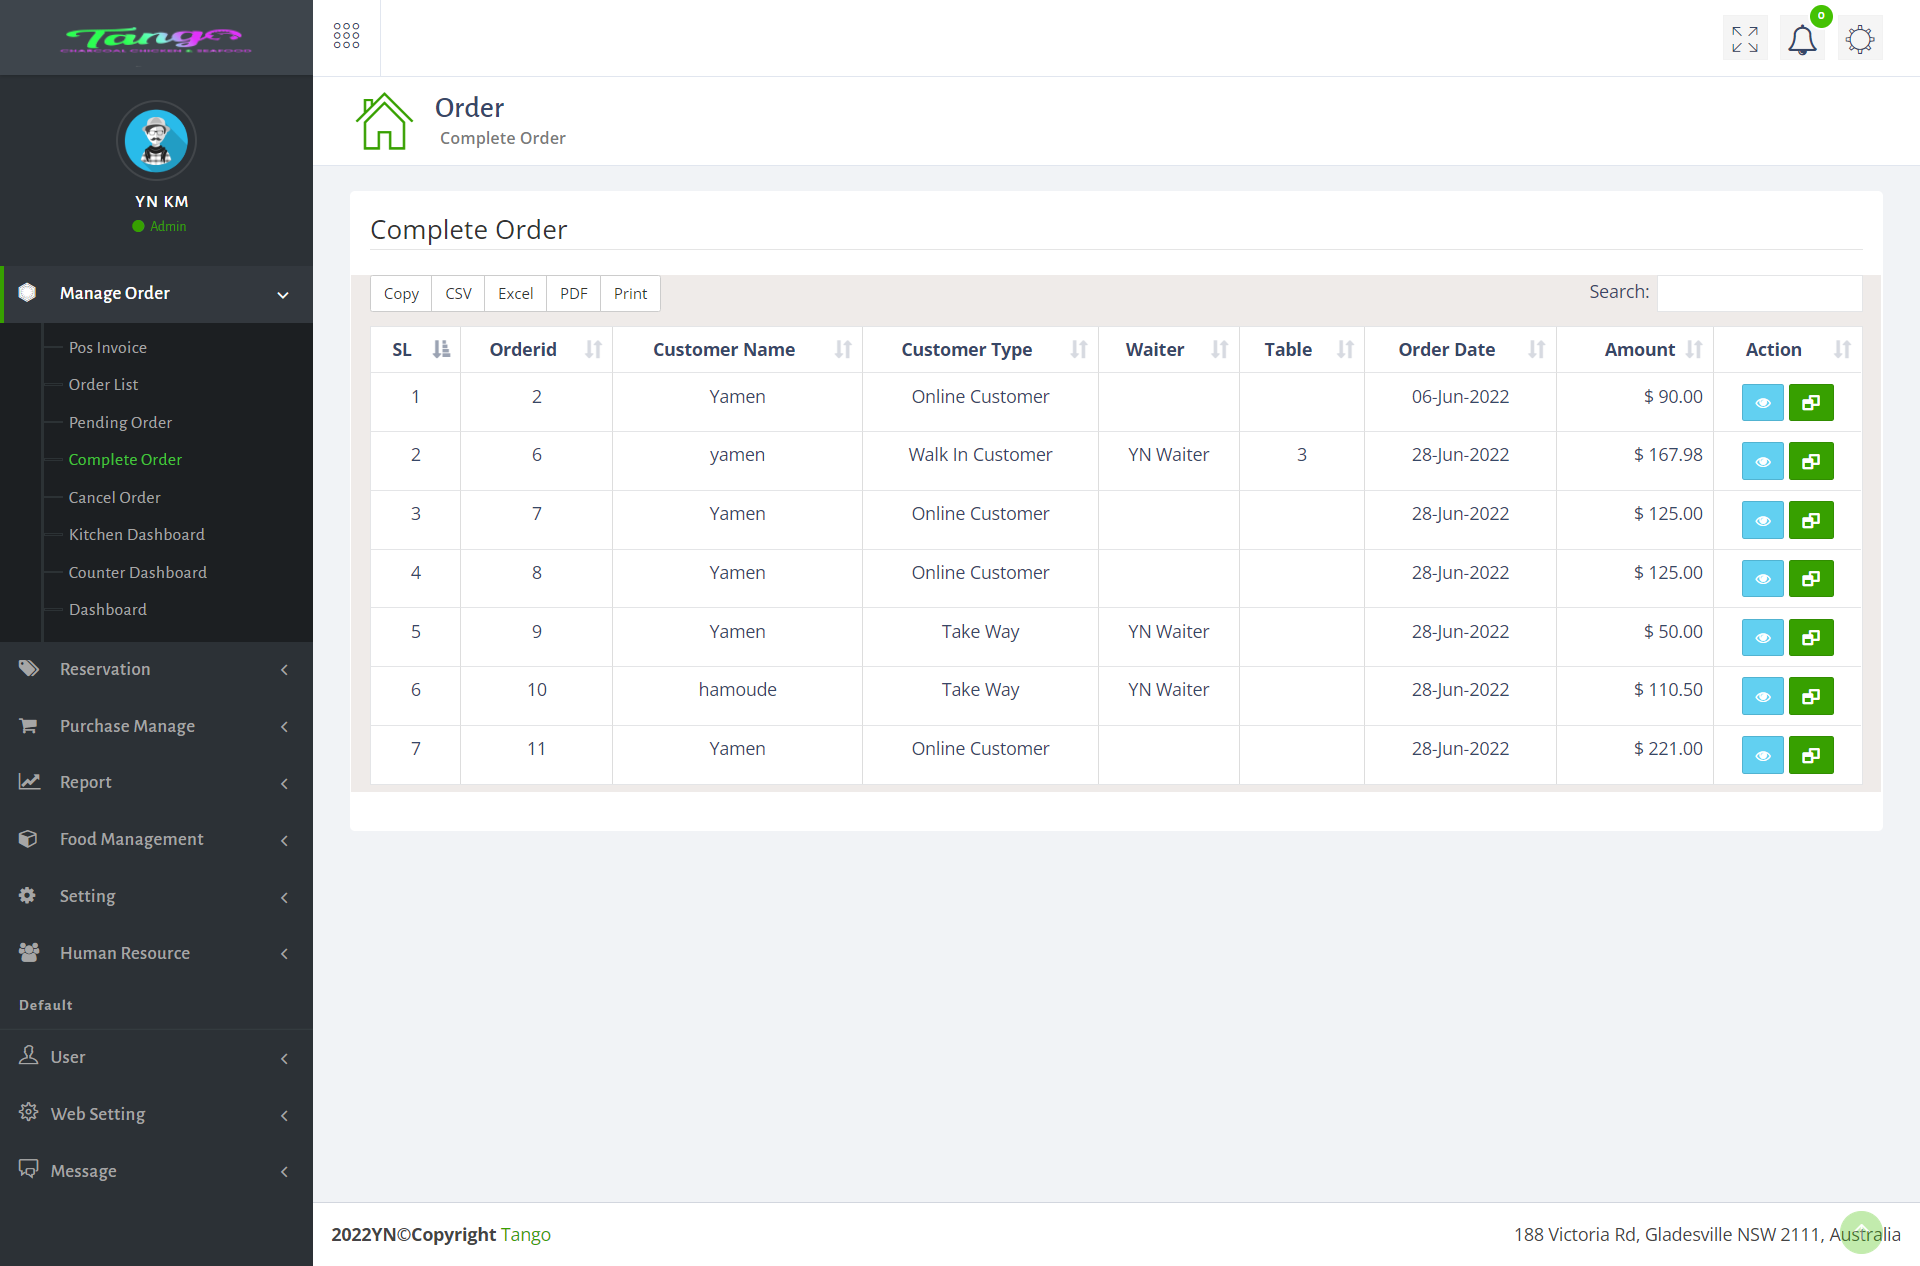 Tango
CHARCOAL CHICKEN & SEAFOOD
0
Order
Complete Order
YN KM
Admin
Manage Order
Pos Invoice
Order List
Pending Order
Complete Order
Cancel Order
Kitchen Dashboard
Counter Dashboard
Dashboard
Reservation
Purchase Manage
Report
Food Management
Setting
Human Resource
Default
User
Web Setting
Message
Complete Order
Copy CSV Excel PDF Print Search:
SL Orderid Customer Name Customer Type Waiter Table Order Date Amount Action
1 2 Yamen Online Customer 06-Jun-2022 $ 90.00
2 6 yamen Walk In Customer YN Waiter 3 28-Jun-2022 $ 167.98
3 7 Yamen Online Customer 28-Jun-2022 $ 125.00
4 8 Yamen Online Customer 28-Jun-2022 $ 125.00
5 9 Yamen Take Way YN Waiter 28-Jun-2022 $ 50.00
6 10 hamoude Take Way YN Waiter 28-Jun-2022 $ 110.50
7 11 Yamen Online Customer 28-Jun-2022 $ 221.00
2022YN©Copyright Tango
188 Victoria Rd, Gladesville NSW 2111, Australia